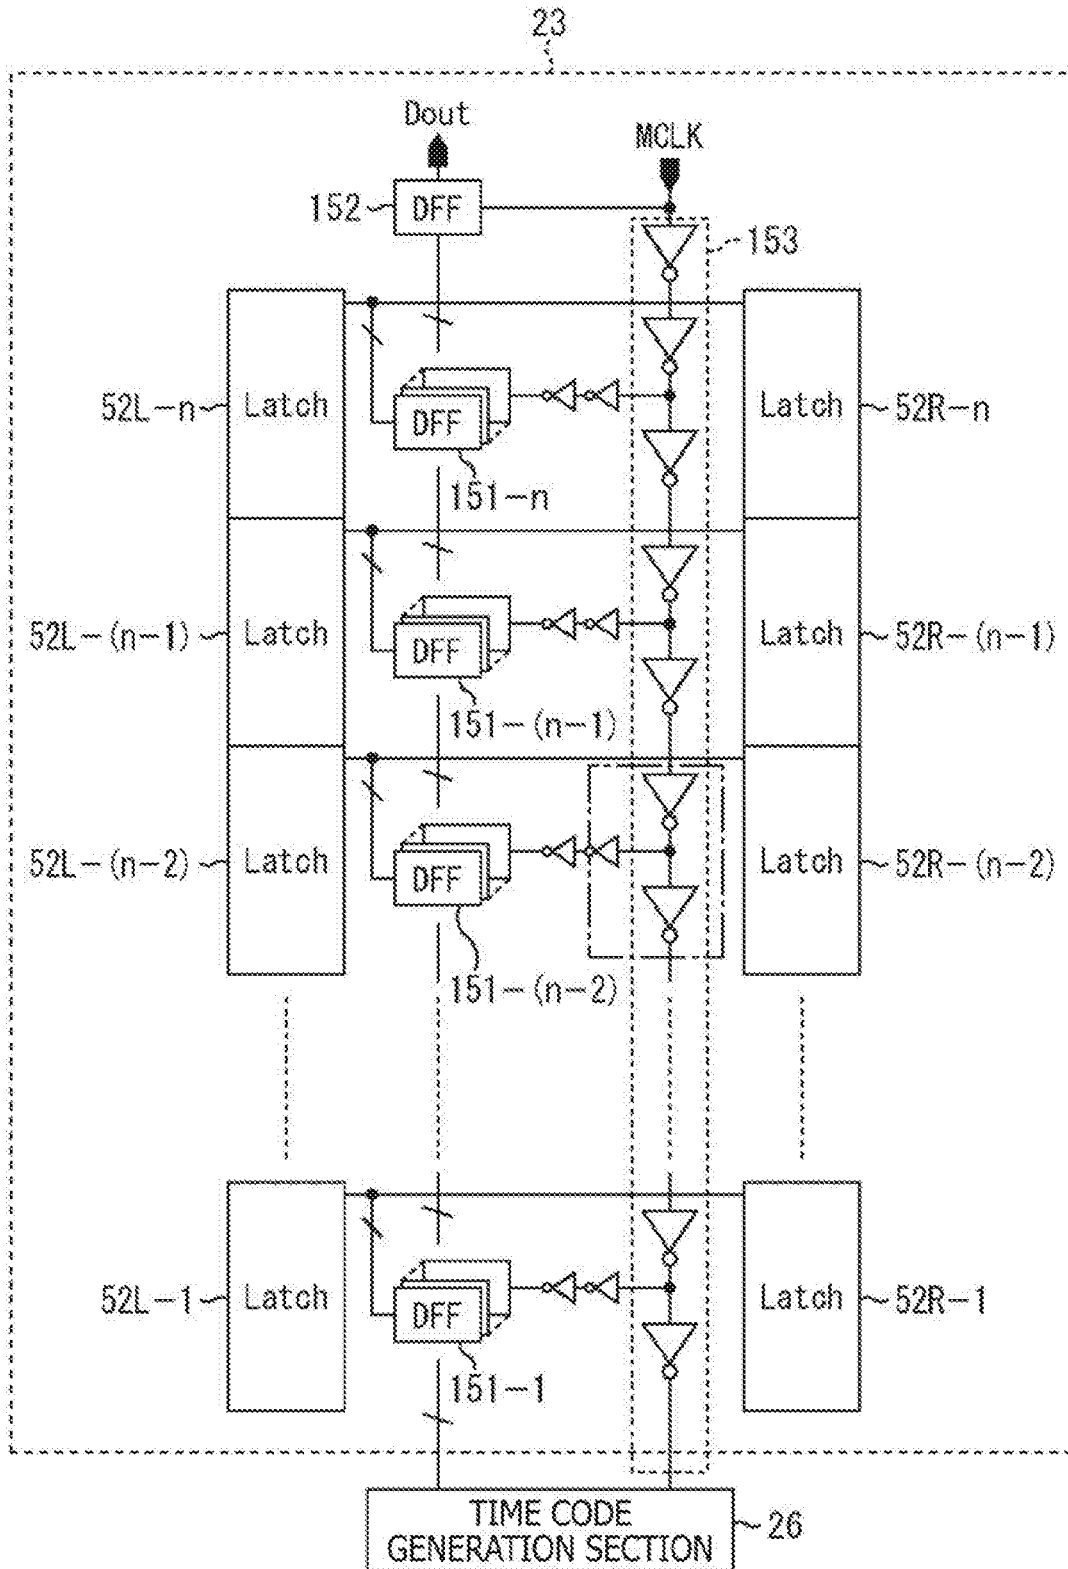 23
Dout
MCLK
152
DFF
153
52L-n
Latch
DFF
Latch
52R-n
151-n
52L-(n-1)
Latch
DFF
Latch
52R-(n-1)
151-(n-1)
52L-(n-2)
Latch
DFF
Latch
52R-(n-2)
151-(n-2)
52L-1
Latch
DFF
Latch
52R-1
151-1
TIME CODE
GENERATION SECTION
26